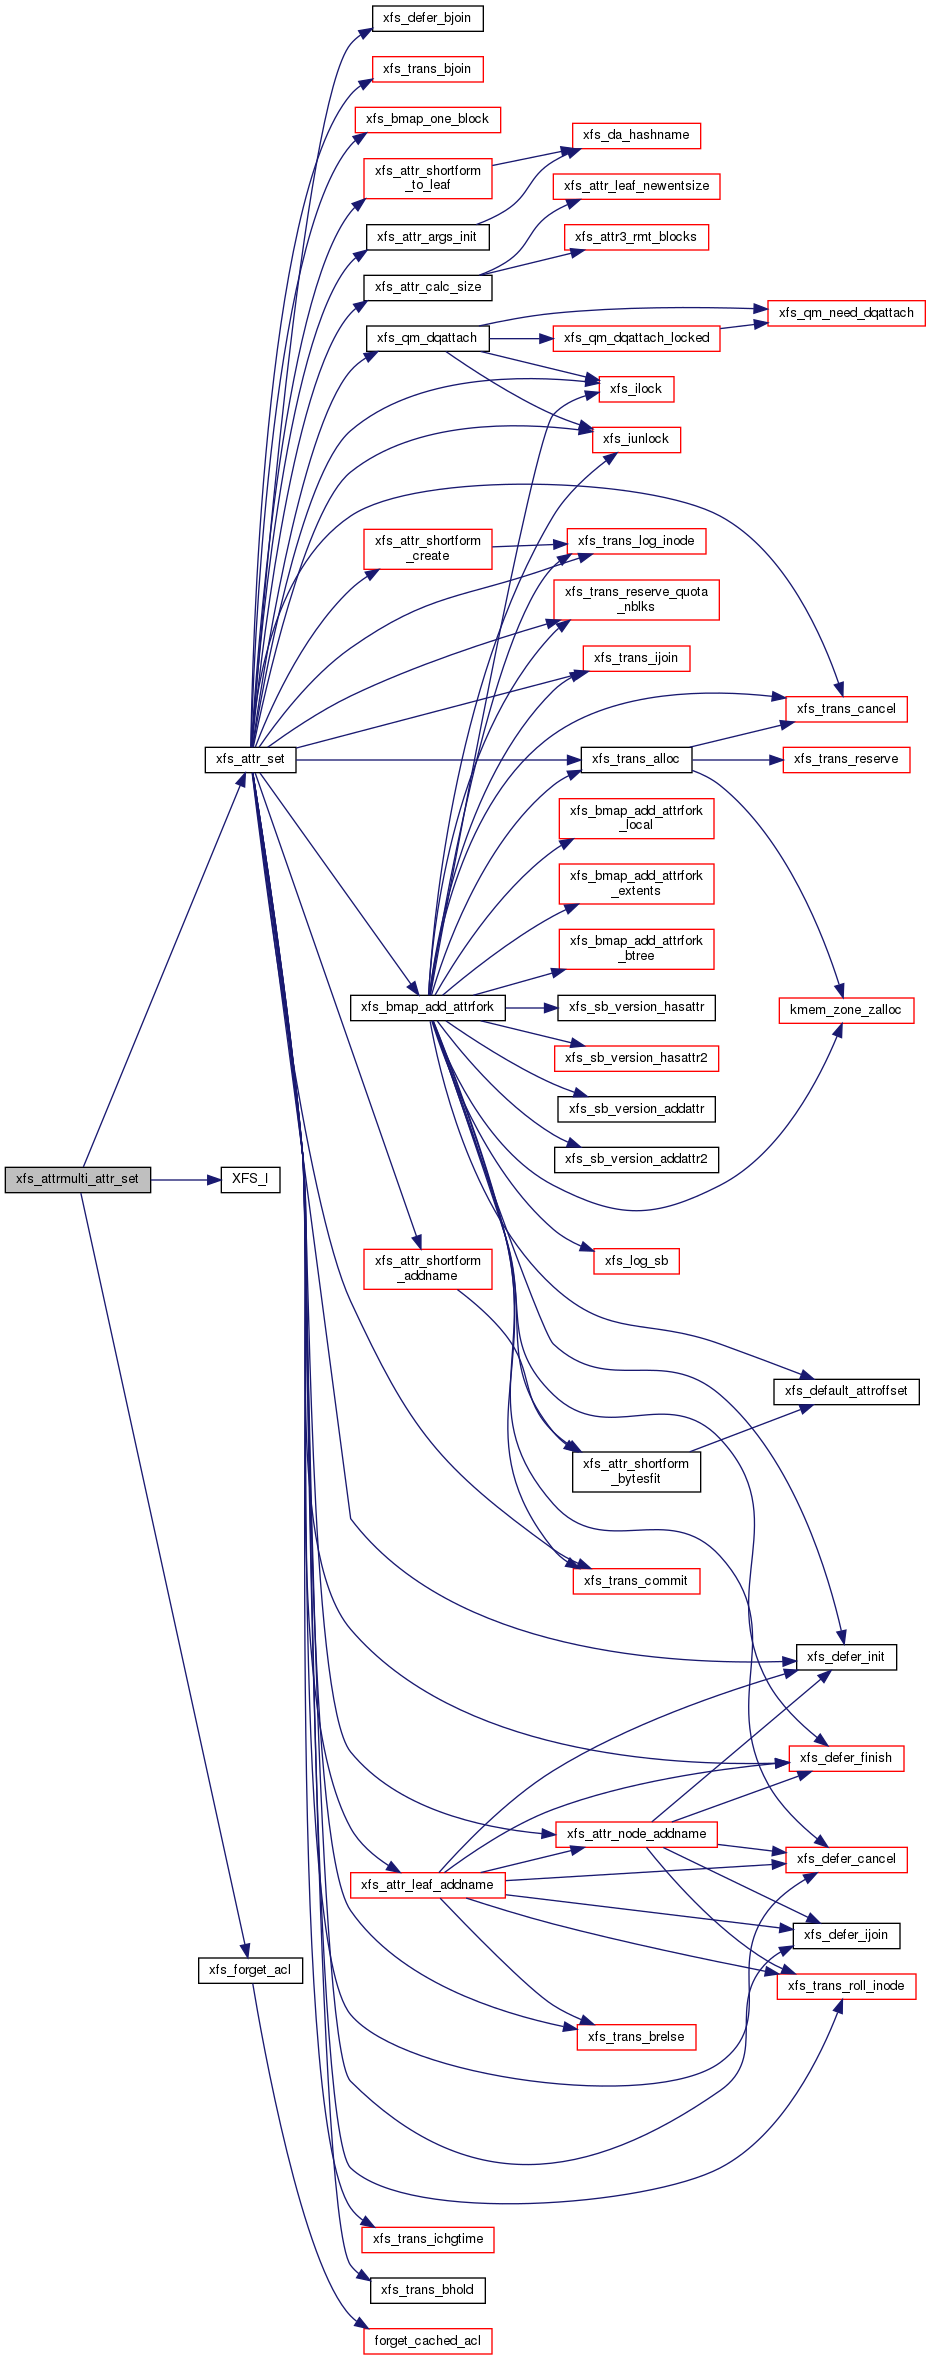 xfs_defer_bjoin
xfs_trans_bjoin
xfs_bmap_one_block
xfs_da_hashname
xfs_attr_shortform
_to_leaf
xfs_attr_leaf_newentsize
xfs_attr_args_init
xfs_attr3_rmt_blocks
xfs_attr_calc_size
xfs_qm_need_dqattach
xfs_qm_dqattach
xfs_qm_dqattach_locked
xfs_ilock
xfs_iunlock
xfs_attr_shortform
_create
xfs_trans_log_inode
xfs_trans_reserve_quota
_nblks
xfs_trans_ijoin
xfs_trans_cancel
xfs_attr_set
xfs_trans_alloc
xfs_trans_reserve
xfs_bmap_add_attrfork
_local
xfs_bmap_add_attrfork
_extents
xfs_bmap_add_attrfork
_btree
xfs_bmap_add_attrfork
xfs_sb_version_hasattr
kmem_zone_zalloc
xfs_sb_version_hasattr2
xfs_sb_version_addattr
xfs_sb_version_addattr2
xfs_attrmulti_attr_set
XFS_I
xfs_log_sb
xfs_attr_shortform
_addname
xfs_default_attroffset
xfs_attr_shortform
_bytesfit
xfs_trans_commit
xfs_defer_init
xfs_defer_finish
xfs_attr_node_addname
xfs_defer_cancel
xfs_attr_leaf_addname
xfs_defer_ijoin
xfs_forget_acl
xfs_trans_roll_inode
xfs_trans_brelse
xfs_trans_ichgtime
xfs_trans_bhold
forget_cached_acl